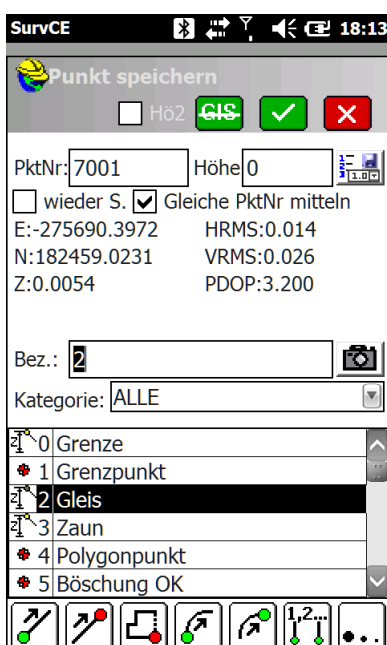 SurvCE 18:13
Punkt speichern
Hö2 GIS
PktNr: 7001 Höhe 0
wieder S. Gleiche PktNr mitteln
E:-275690.3972 HRMS:0.014
N:182459.0231 VRMS:0.026
Z:0.0054 PDOP:3.200
Bez.: 2
Kategorie: ALLE
0 Grenze
1 Grenzpunkt
2 Gleis
3 Zaun
4 Polygonpunkt
5 Böschung OK
1,2...